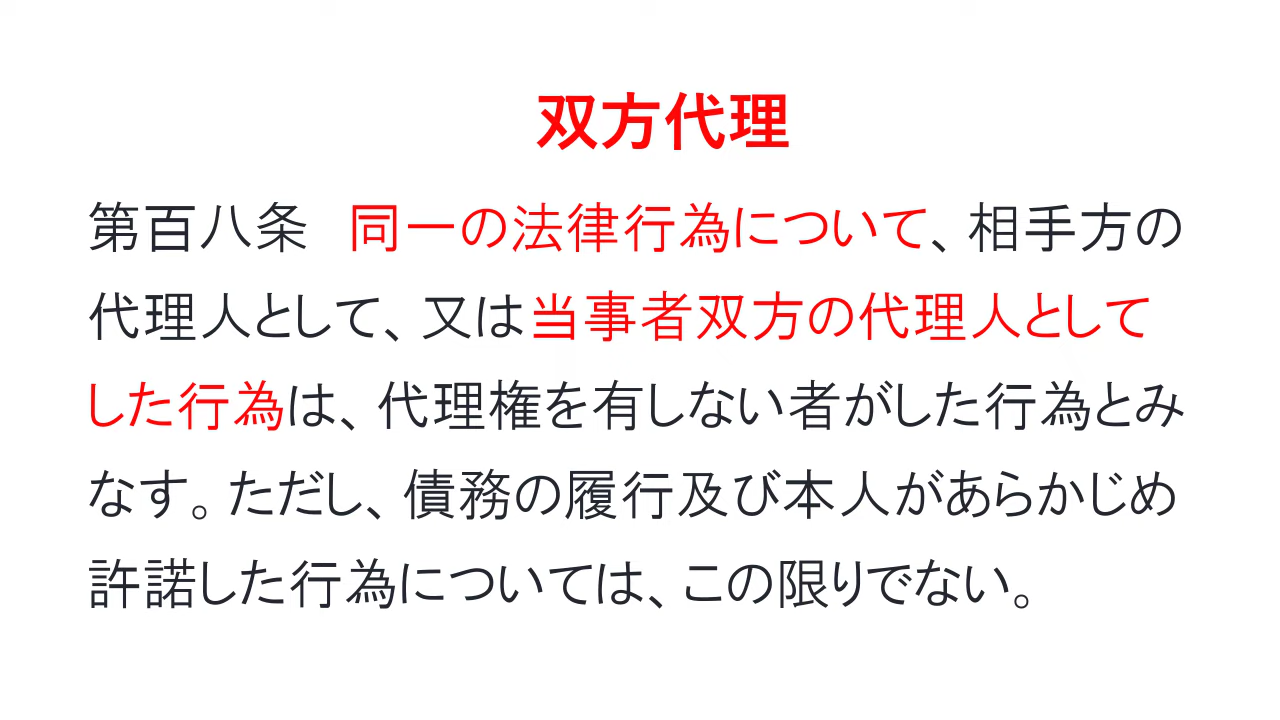 双方代理
第百八条　同一の法律行為について、相手方の
代理人として、又は当事者双方の代理人として
した行為は、代理権を有しない者がした行為とみ
なす。ただし、債務の履行及び本人があらかじめ
許諾した行為については、この限りでない。